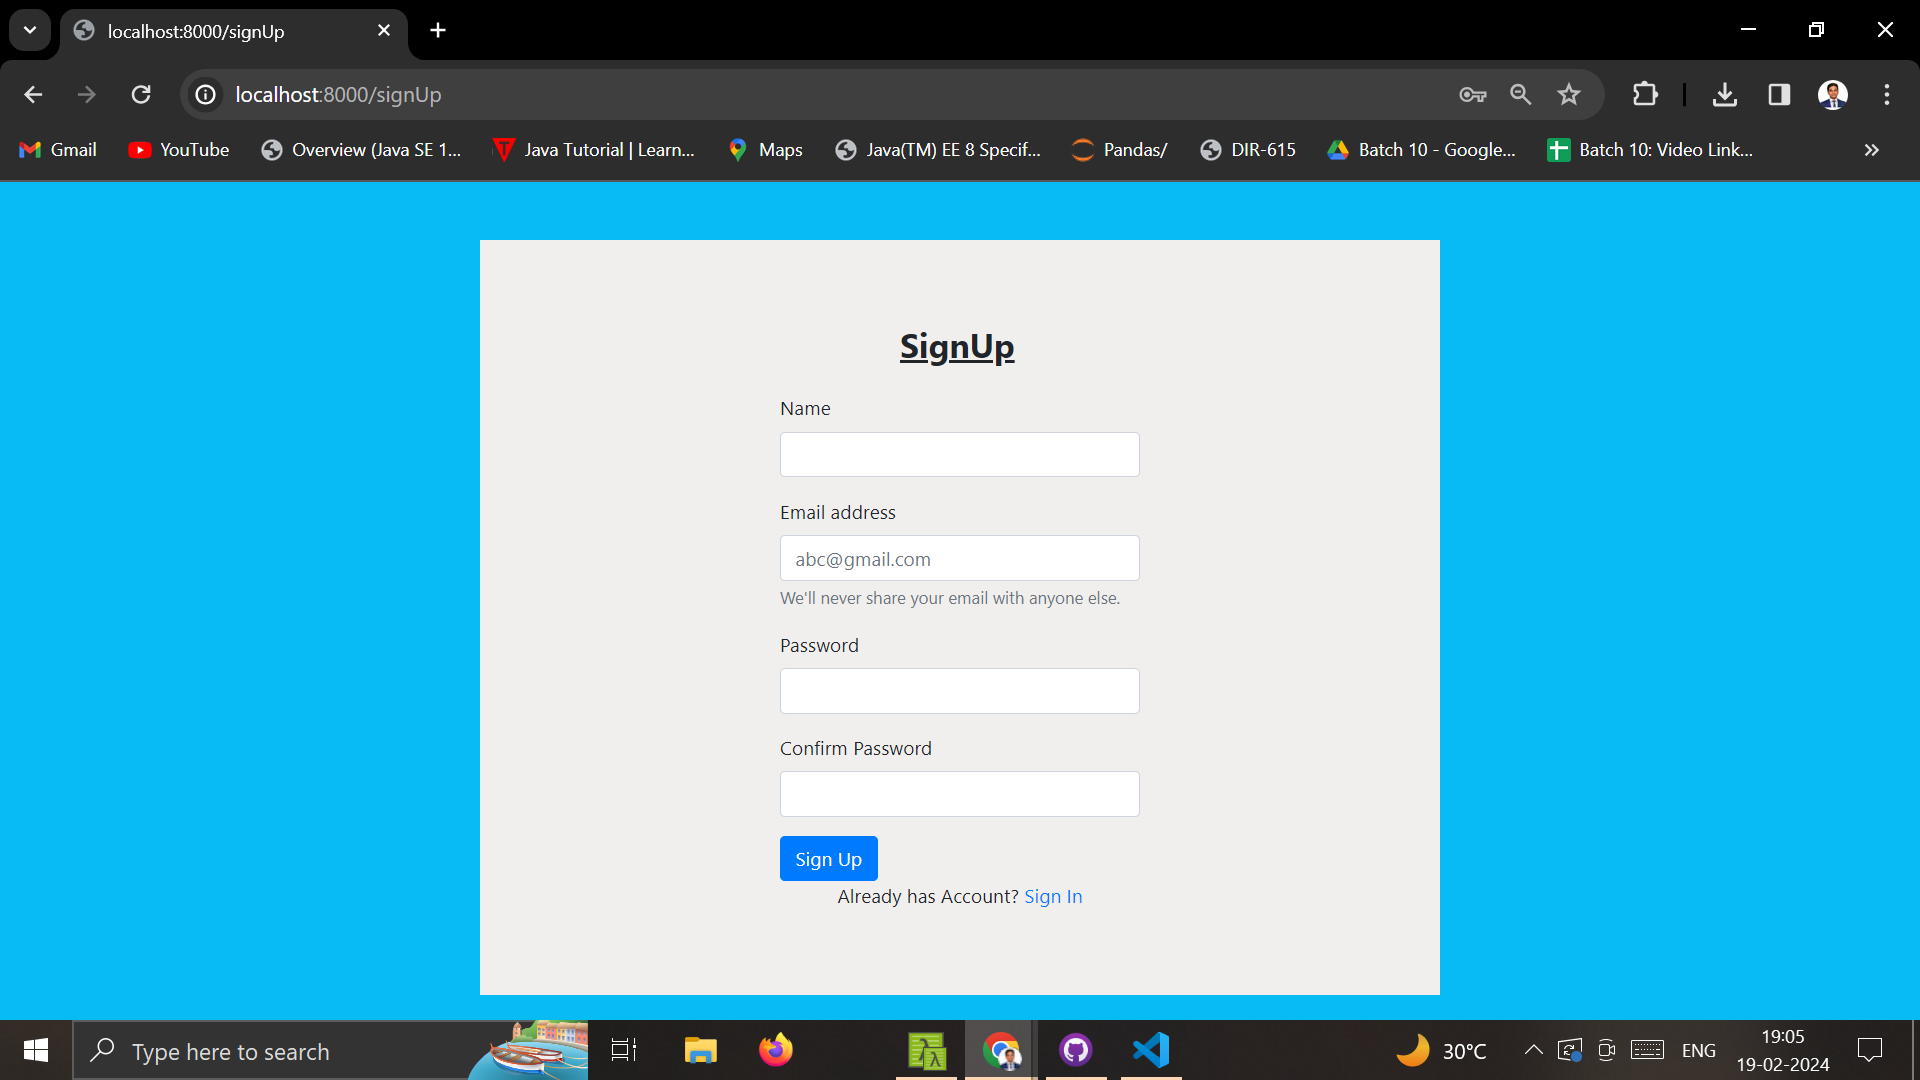 localhost:8000/signUp
localhost:8000/signUp
Gmail YouTube Overview (Java SE 1... Java Tutorial | Learn... Maps Java(TM) EE 8 Specif... Pandas/ DIR-615 Batch 10 - Google... Batch 10: Video Link...
SignUp
Name
Email address
abc@gmail.com
We'll never share your email with anyone else.
Password
Confirm Password
Sign Up
Already has Account? Sign In
Type here to search
30°C
ENG
19:05
19-02-2024